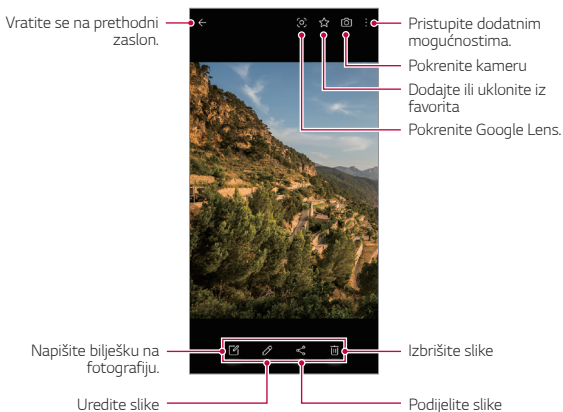 Vratite se na prethodni
zaslon.
Pristupite dodatnim
mogućnostima.
Pokrenite kameru
Dodajte ili uklonite iz
favorita
Pokrenite Google Lens.
Napišite bilješku na
fotografiju.
Izbrišite slike
Uredite slike
Podijelite slike